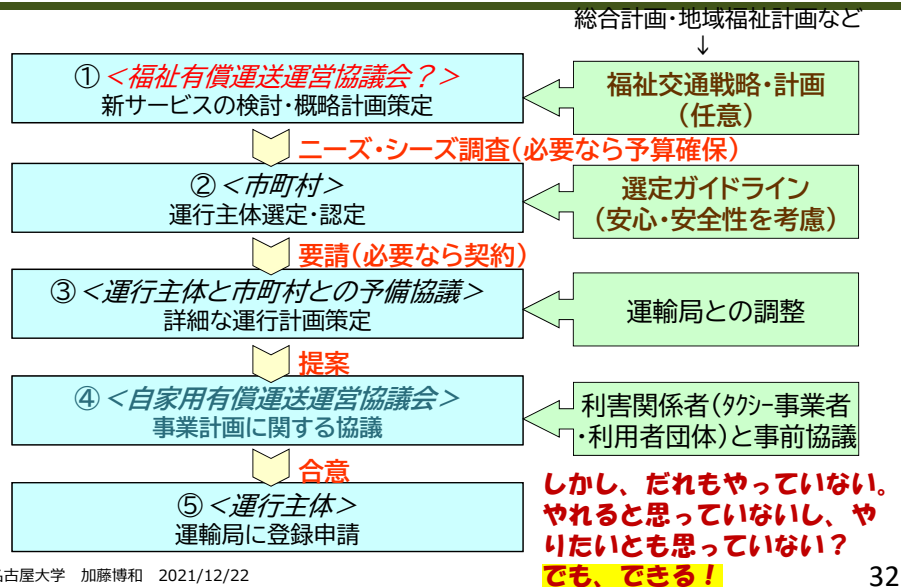 総合計画・地域福祉計画など
↓
①＜福祉有償運送運営協議会？＞
新サービスの検討・概略計画策定
福祉交通戦略・計画
（任意）
ニーズ・シーズ調査（必要なら予算確保）
②＜市町村＞
運行主体選定・認定
選定ガイドライン
（安心・安全性を考慮）
要請（必要なら契約）
③＜運行主体と市町村との予備協議＞
詳細な運行計画策定
運輸局との調整
提案
④＜自家用有償運送運営協議会＞
事業計画に関する協議
利害関係者（ﾀｸｼｰ事業者
・利用者団体）と事前協議
合意
⑤＜運行主体＞
運輸局に登録申請
しかし、だれもやっていない。
やれると思っていないし、や
りたいとも思っていない？
でも、できる！
古屋大学　加藤博和　2021/12/22
32